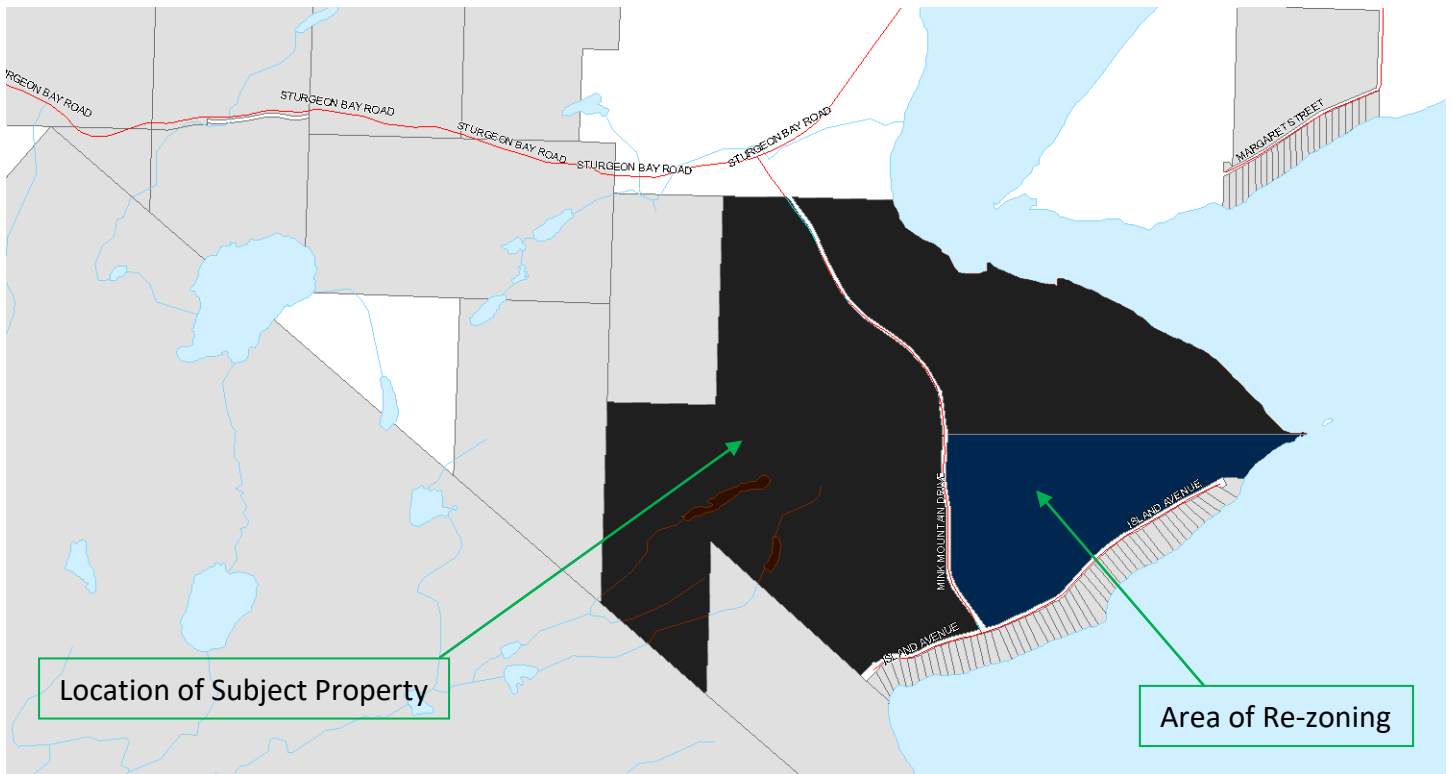 URGEON BAY ROAD
STURGEON BAY ROAD
STURGEON BAY ROAD
STURGEON BAY ROAD
STURGEON BAY ROAD
MARGARET STREET
MINK MOUNTAIN DRIVE
ISLAND AVENUE
ISLAND AVENUE
Location of Subject Property
Area of Re-zoning